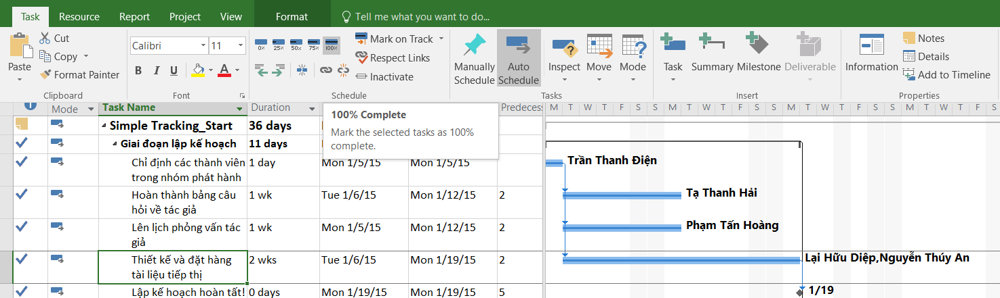 Task Resource Report Project View Format Tell me what you want to do...
Paste Cut
Copy
Format Painter
Clipboard
Calibri 11
B I U A
Font
0% 25% 50% 75% 100% Mark on Track
Respect Links
Inactivate
Schedule
Manually Schedule
Auto Schedule
Inspect Move Mode
Tasks
Task Summary Milestone Deliverable
Insert
Information Notes
Details
Add to Timeline
Properties
Mode Task Name Duration Predecess M T W T F S S M T W T F S S M T W T F S S M T W T F S
100% Complete
Mark the selected tasks as 100%
complete.
Simple Tracking_Start 36 days
Giai đoạn lập kế hoạch 11 days
Chỉ định các thành viên 1 day Mon 1/5/15 Mon 1/5/15 Trần Thanh Điện
trong nhóm phát hành
Hoàn thành bảng câu 1 wk Tue 1/6/15 Mon 1/12/15 2 Tạ Thanh Hải
hỏi về tác giả
Lên lịch phỏng vấn tác 1 wk Mon 1/5/15 Mon 1/12/15 2 Phạm Tấn Hoàng
giả
Thiết kế và đặt hàng 2 wks Tue 1/6/15 Mon 1/19/15 2 Lại Hữu Diệp,Nguyễn Thúy An
tài liệu tiếp thị
Lập kế hoạch hoàn tất! 0 days Mon 1/19/15 Mon 1/19/15 5 1/19